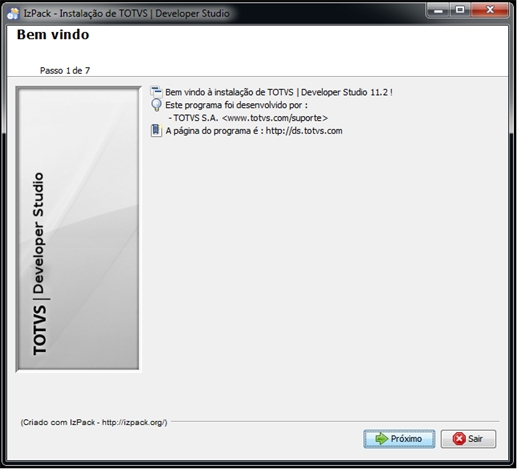 IzPack - Instalação de TOTVS | Developer Studio
Bem vindo
Passo 1 de 7
Bem vindo à instalação de TOTVS | Developer Studio 11.2 !
Este programa foi desenvolvido por :
- TOTVS S.A. <www.totvs.com/suporte>
A página do programa é : http://ds.totvs.com
TOTVS | Developer Studio
(Criado com IzPack - http://izpack.org/)
Próximo
Sair